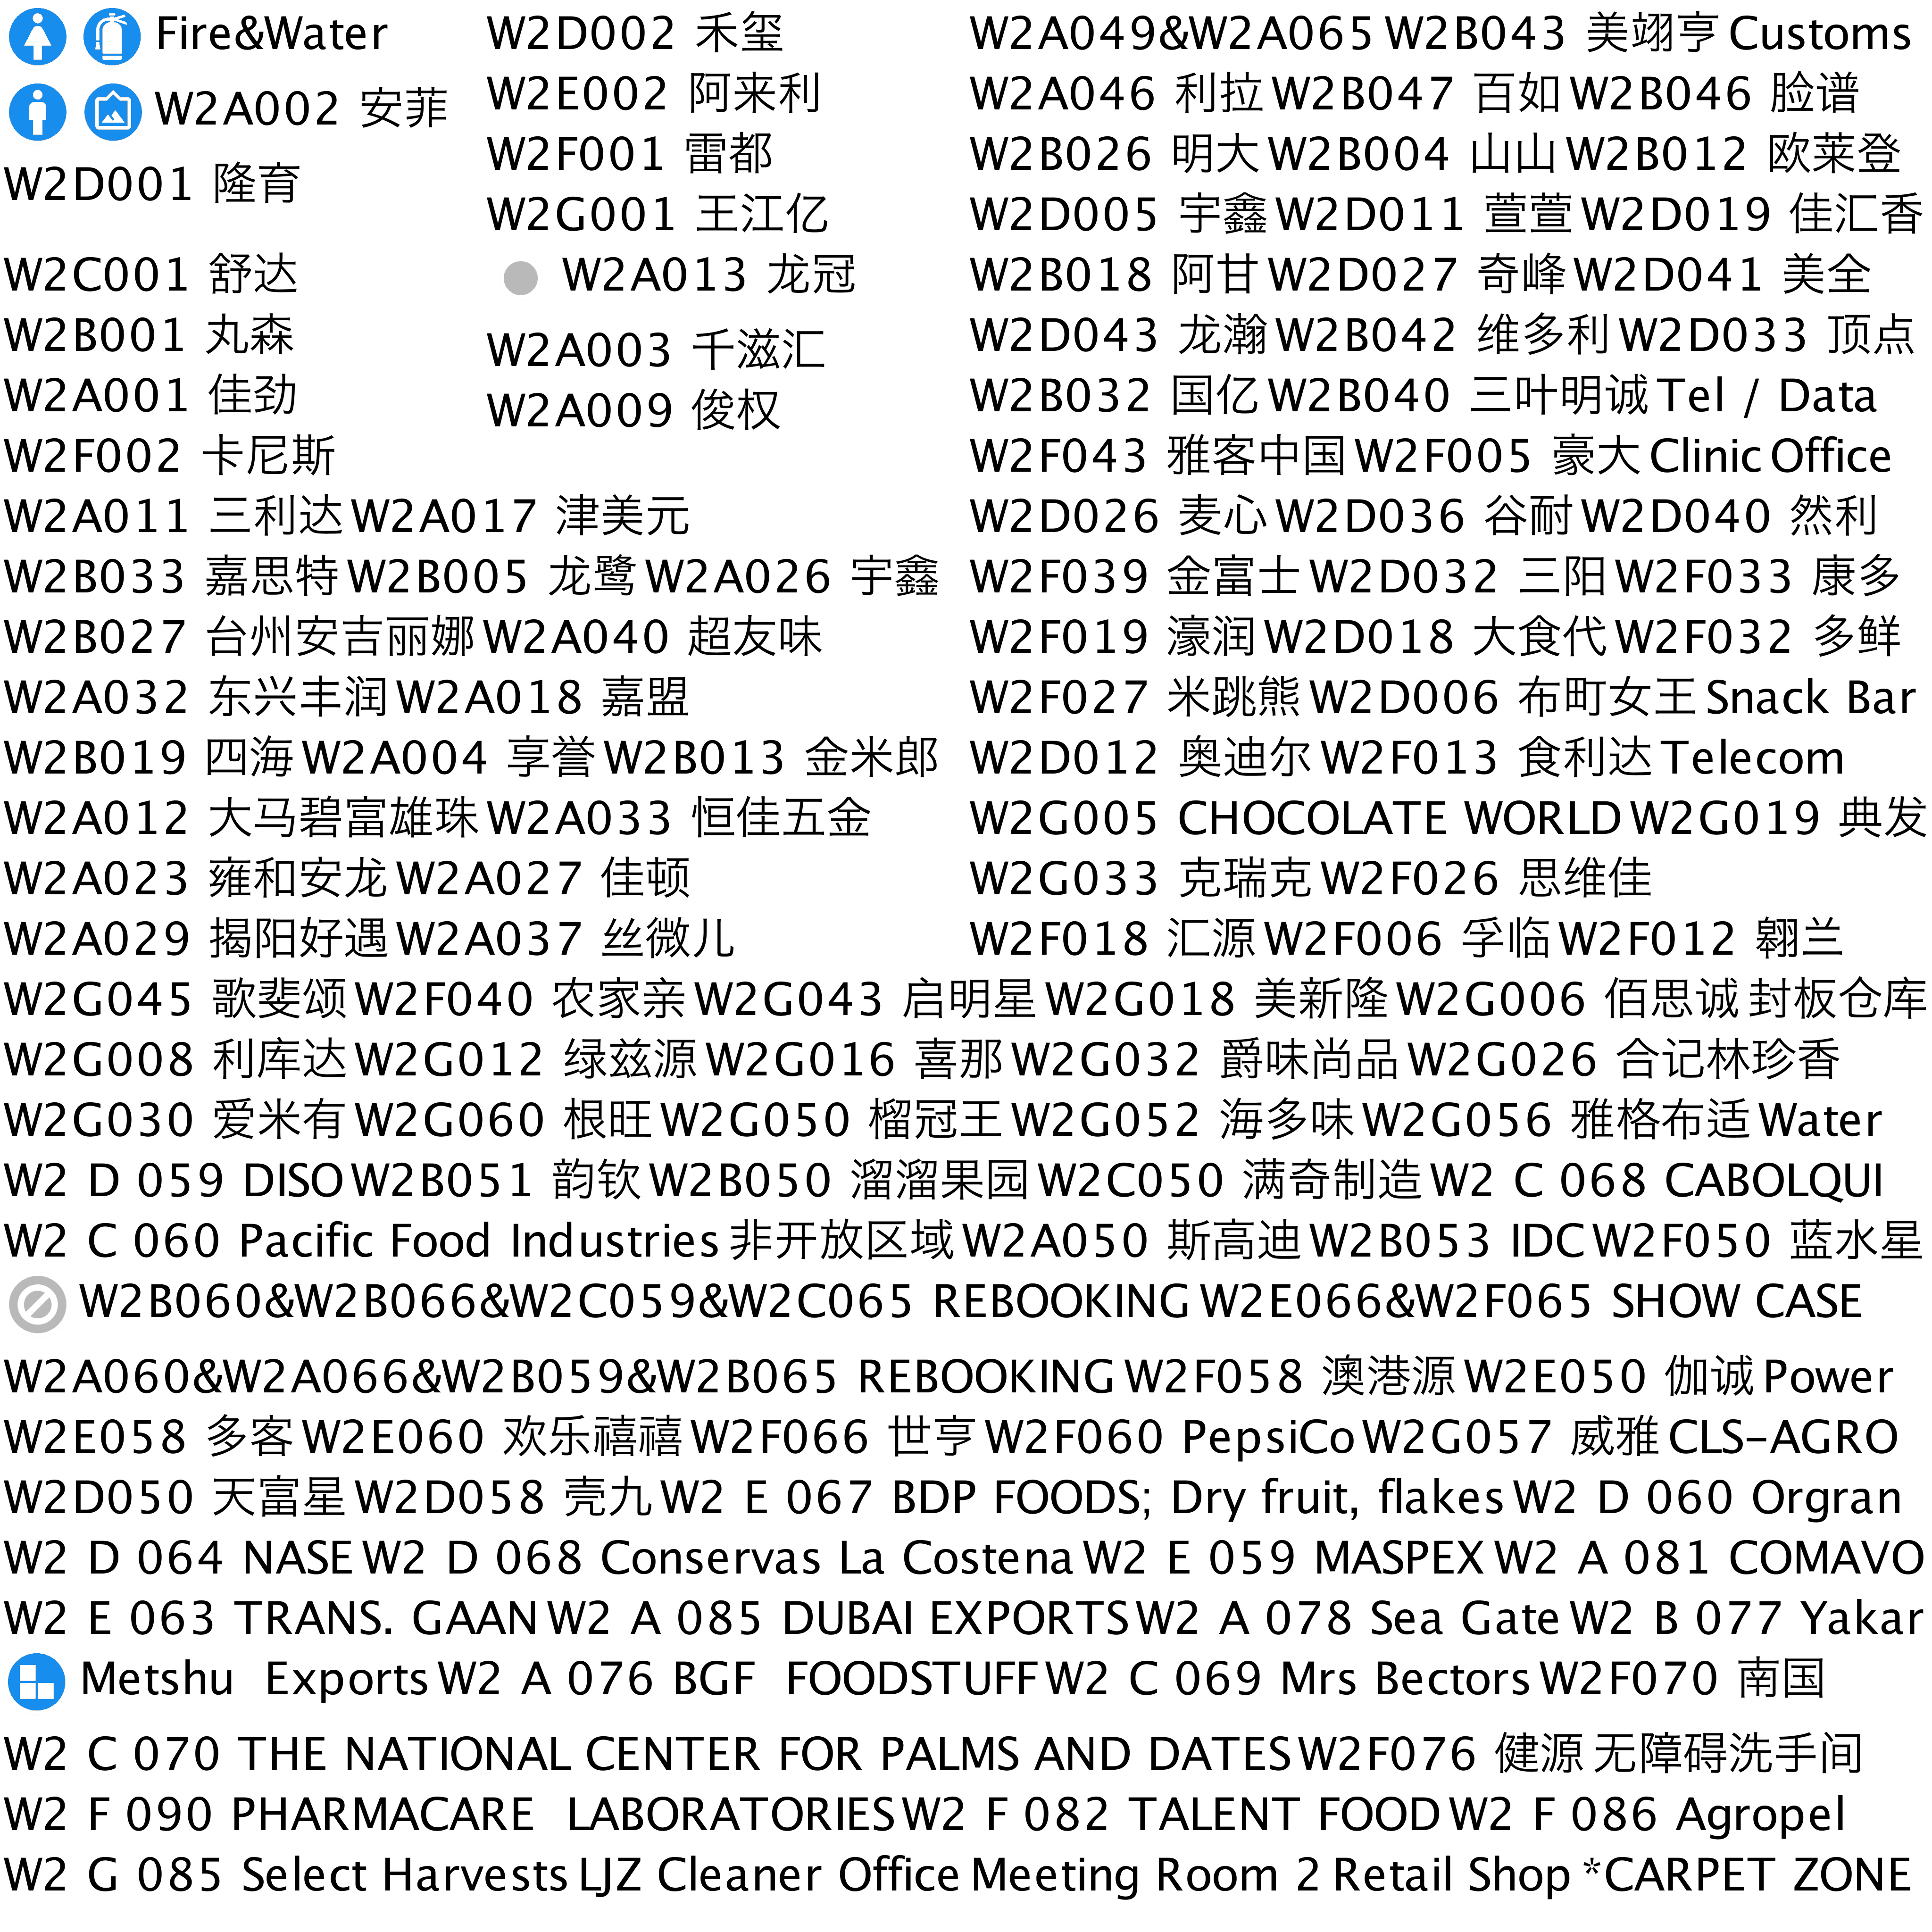 Fire&Water
W2A002 安菲
W2D001 隆育
W2C001 舒达
W2B001 丸森
W2A001 佳劲
W2F002 卡尼斯
W2D002 禾玺
W2E002 阿来利
W2F001 雷都
W2G001 王江亿
W2A013 龙冠
W2A003 千滋汇
W2A009 俊权
W2A011 三利达 W2A017 津美元
W2B033 嘉思特 W2B005 龙鹭 W2A026 宇鑫
W2B027 台州安吉丽娜 W2A040 超友味
W2A032 东兴丰润 W2A018 嘉盟
W2B019 四海 W2A004 享誉 W2B013 金米郎
W2A012 大马碧富雄珠 W2A033 恒佳五金
W2A023 雍和安龙 W2A027 佳顿
W2A029 揭阳好遇 W2A037 丝微儿
W2A049&W2A065 W2B043 美翊亨 Customs
W2A046 利拉 W2B047 百如 W2B046 脸谱
W2B026 明大 W2B004 山山 W2B012 欧莱登
W2D005 宇鑫 W2D011 萱萱 W2D019 佳汇香
W2B018 阿甘 W2D027 奇峰 W2D041 美全
W2D043 龙瀚 W2B042 维多利 W2D033 顶点
W2B032 国亿 W2B040 三叶明诚 Tel / Data
W2F043 雅客中国 W2F005 豪大 Clinic Office
W2D026 麦心 W2D036 谷耐 W2D040 然利
W2F039 金富士 W2D032 三阳 W2F033 康多
W2F019 濠润 W2D018 大食代 W2F032 多鲜
W2F027 米跳熊 W2D006 布町女王 Snack Bar
W2D012 奥迪尔 W2F013 食利达 Telecom
W2G005 CHOCOLATE WORLD W2G019 典发
W2G033 克瑞克 W2F026 思维佳
W2F018 汇源 W2F006 孚临 W2F012 翱兰
W2G045 歌斐颂 W2F040 农家亲 W2G043 启明星 W2G018 美新隆 W2G006 佰思诚 封板仓库
W2G008 利库达 W2G012 绿兹源 W2G016 喜那 W2G032 爵味尚品 W2G026 合记林珍香
W2G030 爱米有 W2G060 根旺 W2G050 榴冠王 W2G052 海多味 W2G056 雅格布适 Water
W2 D 059 DISO W2B051 韵钦 W2B050 溜溜果园 W2C050 满奇制造 W2 C 068 CABOLQUI
W2 C 060 Pacific Food Industries 非开放区域 W2A050 斯高迪 W2B053 IDC W2F050 蓝水星
W2B060&W2B066&W2C059&W2C065 REBOOKING W2E066&W2F065 SHOW CASE
W2A060&W2A066&W2B059&W2B065 REBOOKING W2F058 澳港源 W2E050 伽诚 Power
W2E058 多客 W2E060 欢乐禧禧 W2F066 世亨 W2F060 PepsiCo W2G057 威雅 CLS-AGRO
W2D050 天富星 W2D058 壳九 W2 E 067 BDP FOODS; Dry fruit, flakes W2 D 060 Orgran
W2 D 064 NASE W2 D 068 Conservas La Costena W2 E 059 MASPEX W2 A 081 COMAVO
W2 E 063 TRANS. GAAN W2 A 085 DUBAI EXPORTS W2 A 078 Sea Gate W2 B 077 Yakar
Metshu Exports W2 A 076 BGF FOODSTUFF W2 C 069 Mrs Bectors W2F070 南国
W2 C 070 THE NATIONAL CENTER FOR PALMS AND DATES W2F076 健源 无障碍洗手间
W2 F 090 PHARMACARE LABORATORIES W2 F 082 TALENT FOOD W2 F 086 Agropel
W2 G 085 Select Harvests LJZ Cleaner Office Meeting Room 2 Retail Shop *CARPET ZONE